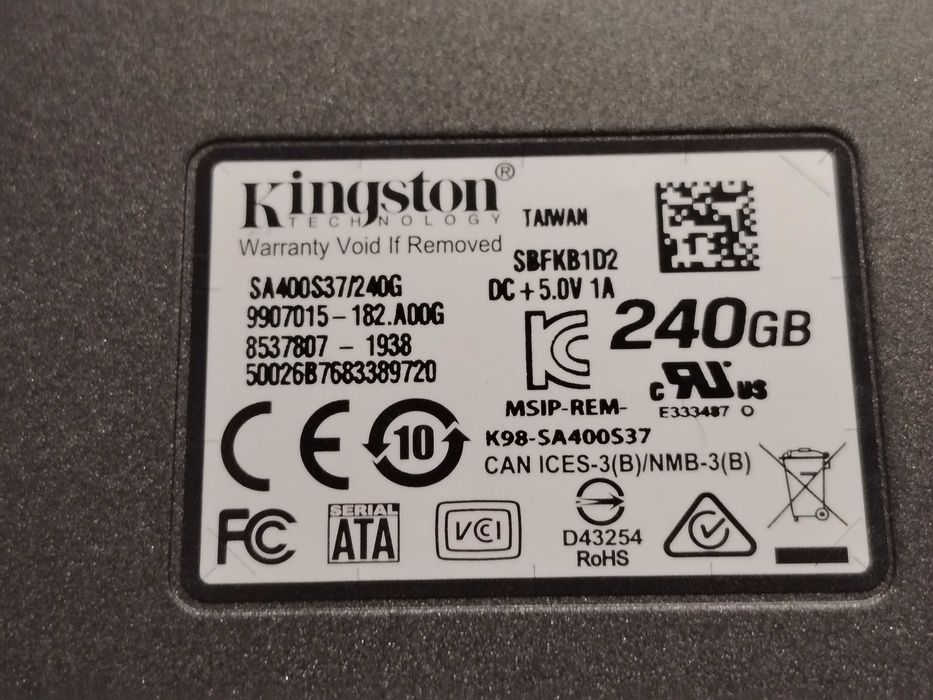 Kingston®
TECHNOLOGY
Warranty Void If Removed
TAIWAN
SBFKB1D2
DC + 5.0V 1A
SA400S37/240G
9907015-182.A00G
8537807 - 1938
50026B7683389720
240GB
MSIP-REM-
K98-SA400S37
c RU us
E333487 O
CAN ICES-3(B)/NMB-3(B)
CE
10
FC
SERIAL
ATA
VCI
D43254
RoHS